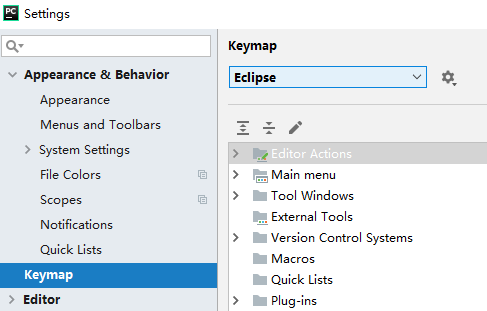 PC Settings
Appearance & Behavior
Appearance
Menus and Toolbars
System Settings
File Colors
Scopes
Notifications
Quick Lists
Keymap
Editor
Keymap
Eclipse
Editor Actions
Main menu
Tool Windows
External Tools
Version Control Systems
Macros
Quick Lists
Plug-ins